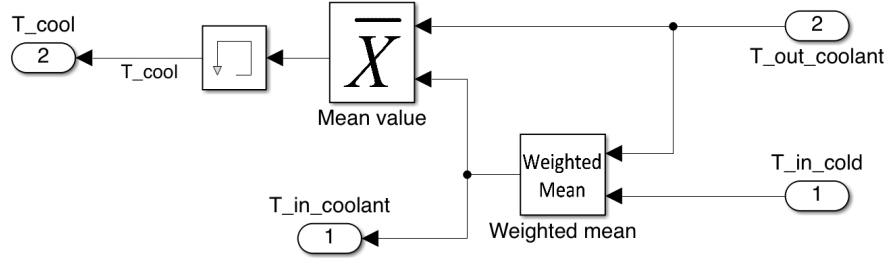 T_cool
2
T_cool
X
Mean value
2
T_out_coolant
Weighted
Mean
Weighted mean
T_in_cold
1
T_in_coolant
1